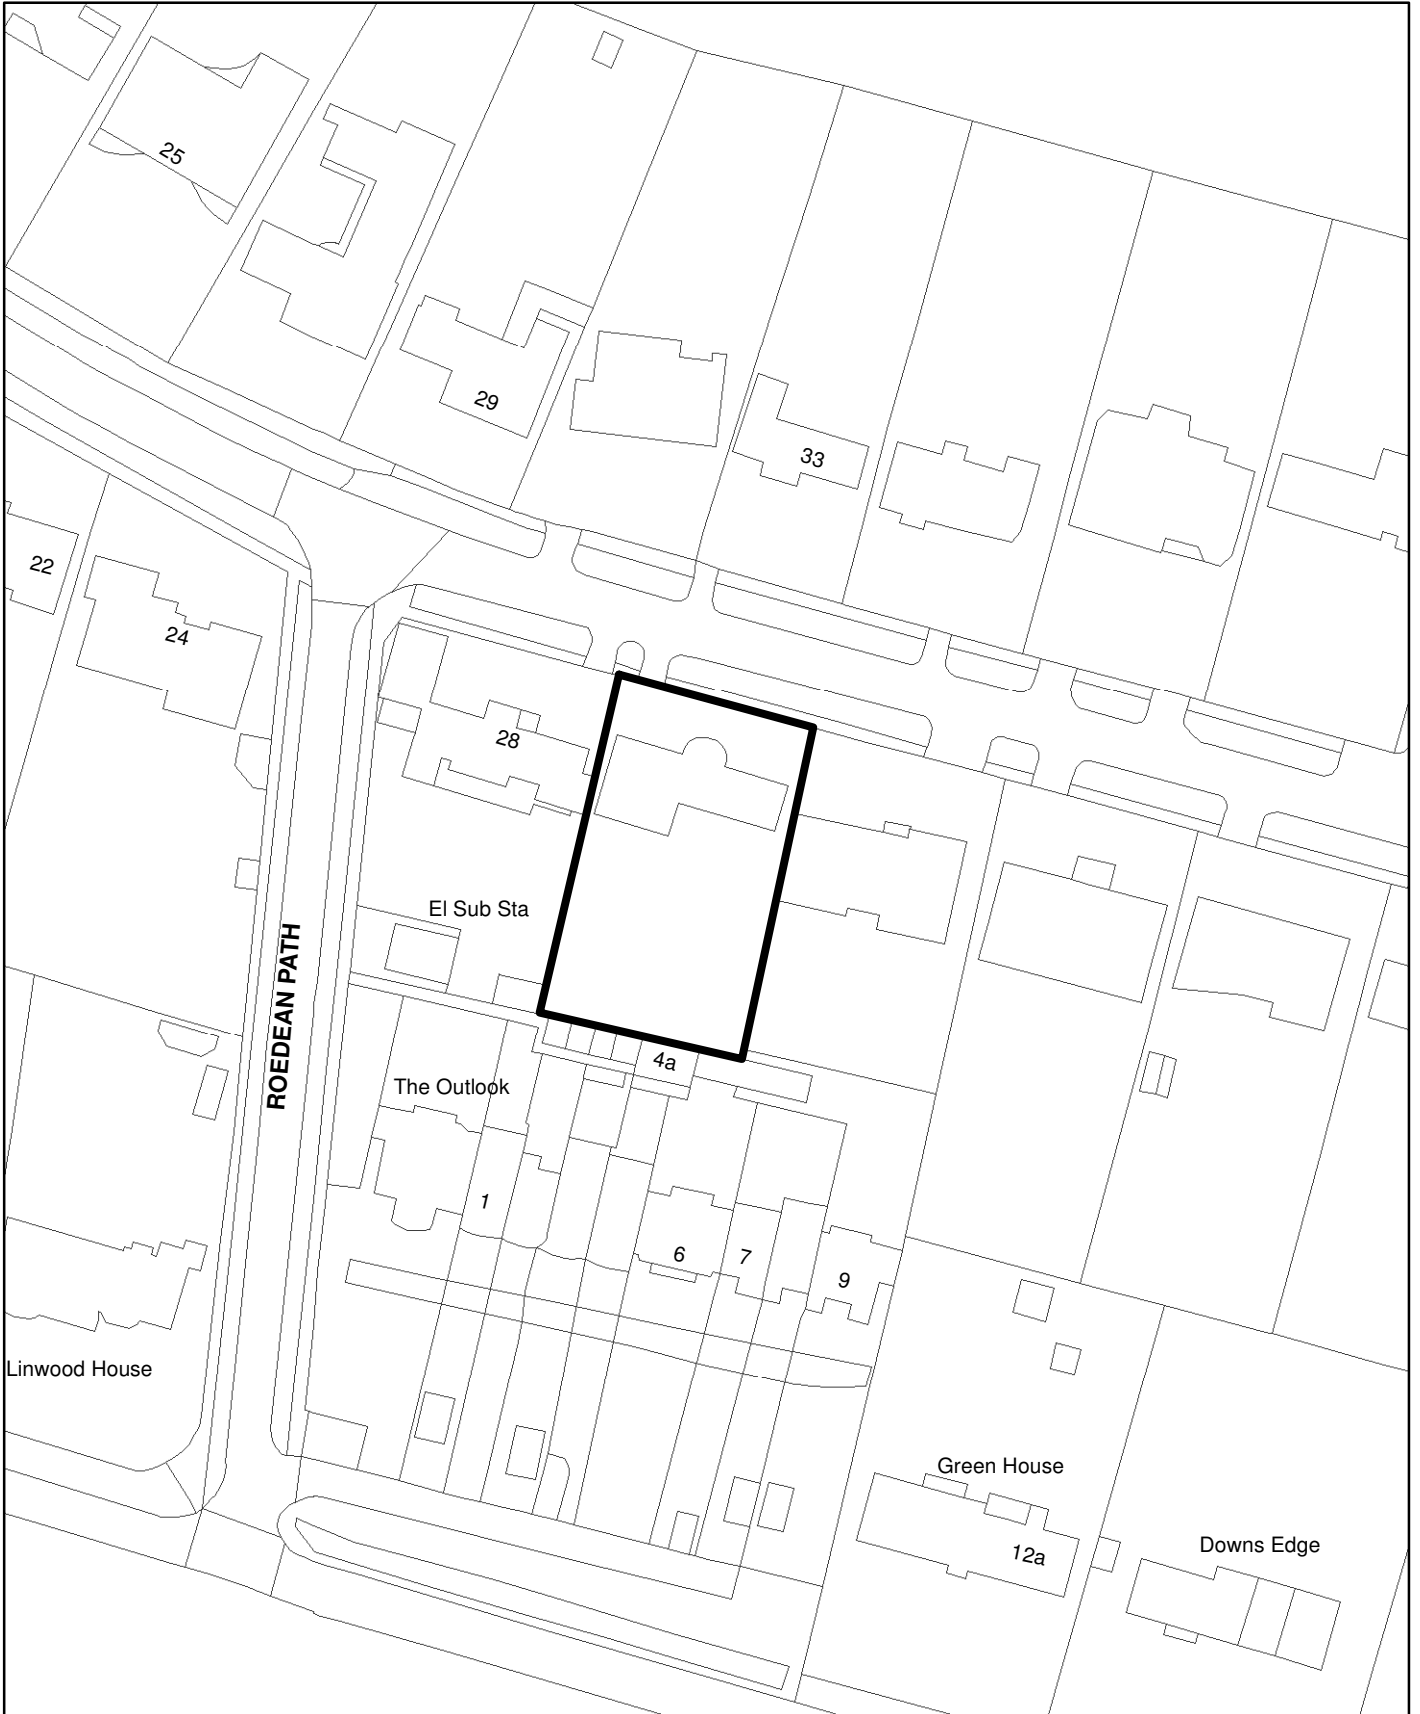 25
29
33
22
24
28
El Sub Sta
ROEDEAN PATH
4a
The Outlook
1
6
7
9
Linwood House
Green House
12a
Downs Edge